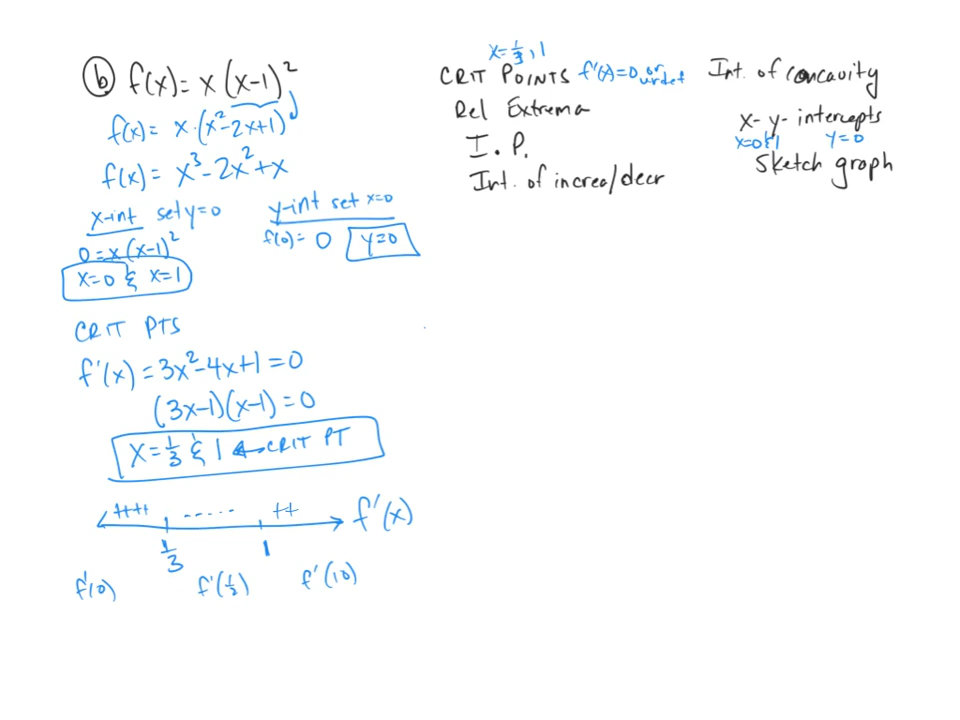 ⓑ f(x) = x (x-1)²
f(x) = x·(x²-2x+1)
f(x) = x³-2x²+x
x-int set y=0
0 = x(x-1)²
x=0 & x=1
y-int set x=0
f(0) = 0 y=0
CRIT PTS
f'(x) = 3x²-4x+1 = 0
(3x-1)(x-1) = 0
x = 1/3 & 1 ← CRIT PT
++++ ----- ++ f'(x)
1/3 1
f'(0) f'(1/2) f'(10)
x = 1/3, 1
CRIT POINTS f'(x)=0 or undef
Rel Extrema
I.P.
Int. of increa/decr
Int. of concavity
x- y- intercepts
x=0&1 y=0
Sketch graph